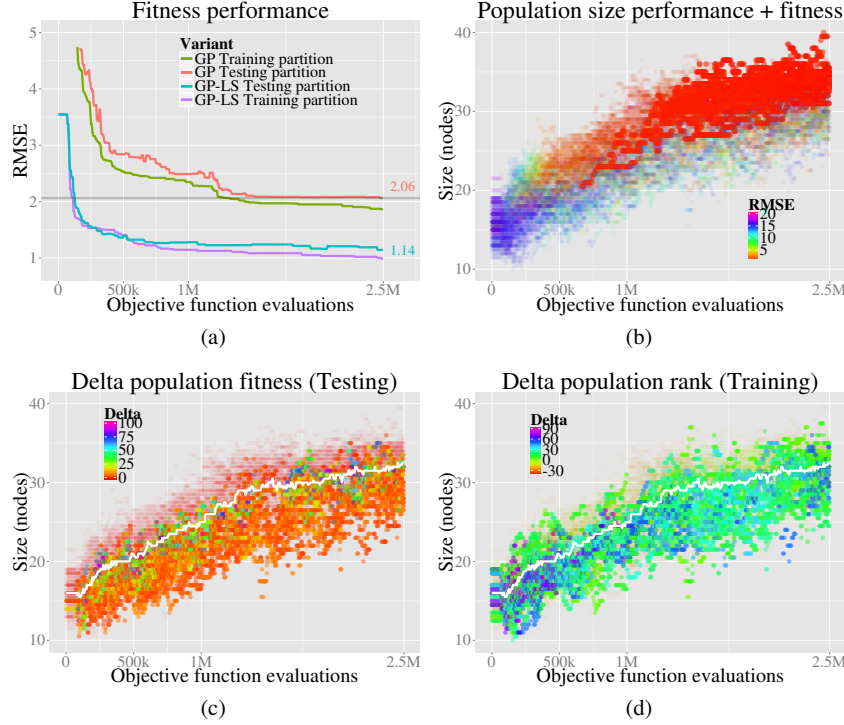 Fitness performance
5
4
3
2
1
RMSE
Variant
GP Training partition
GP Testing partition
GP-LS Testing partition
GP-LS Training partition
2.06
1.14
0
500k
1M
2.5M
Objective function evaluations
(a)
Population size performance + fitness
40
30
20
10
Size (nodes)
RMSE
20
15
10
5
0
500k
1M
2.5M
Objective function evaluations
(b)
Delta population fitness (Testing)
40
30
20
10
Size (nodes)
Delta
100
75
50
25
0
0
500k
1M
2.5M
Objective function evaluations
(c)
Delta population rank (Training)
40
30
20
10
Size (nodes)
Delta
90
60
30
0
-30
0
500k
1M
2.5M
Objective function evaluations
(d)